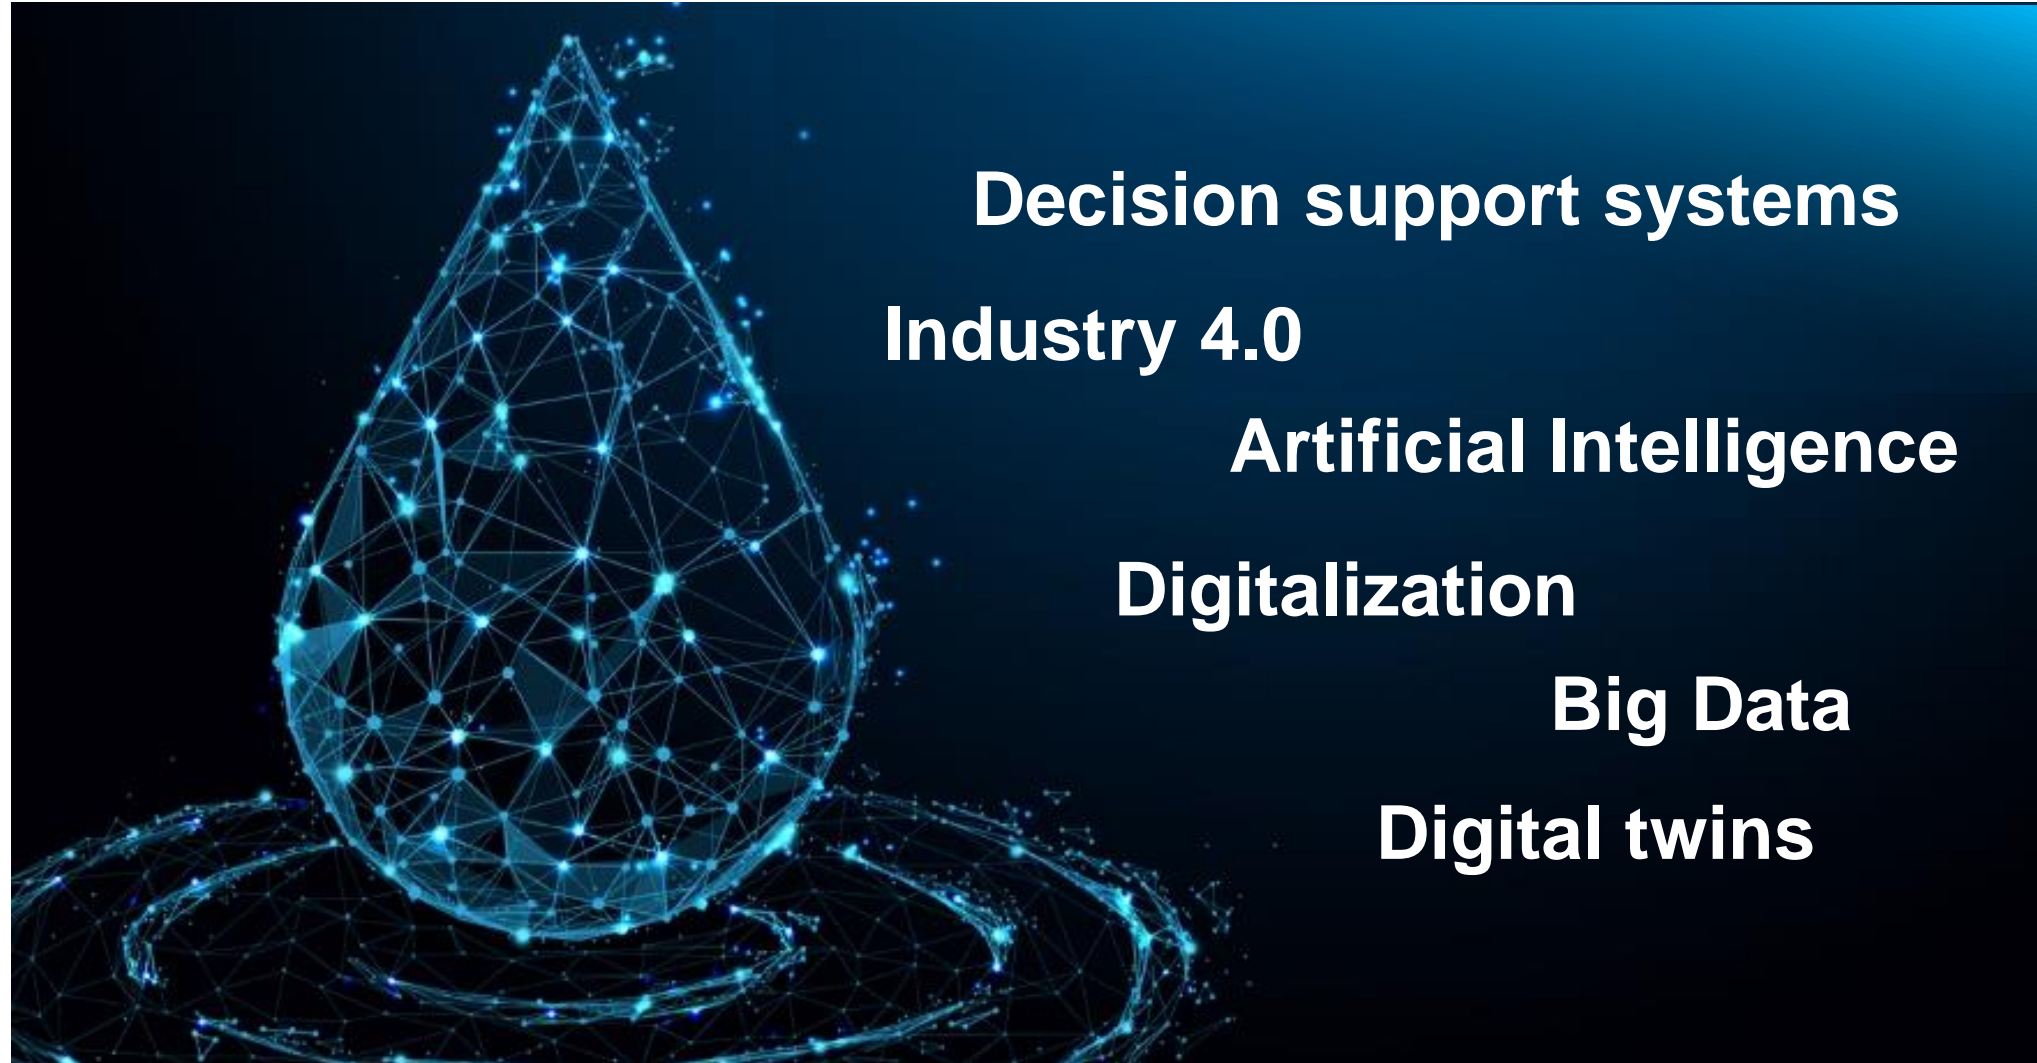 Decision support systems
Industry 4.0
Artificial Intelligence
Digitalization
Big Data
Digital twins